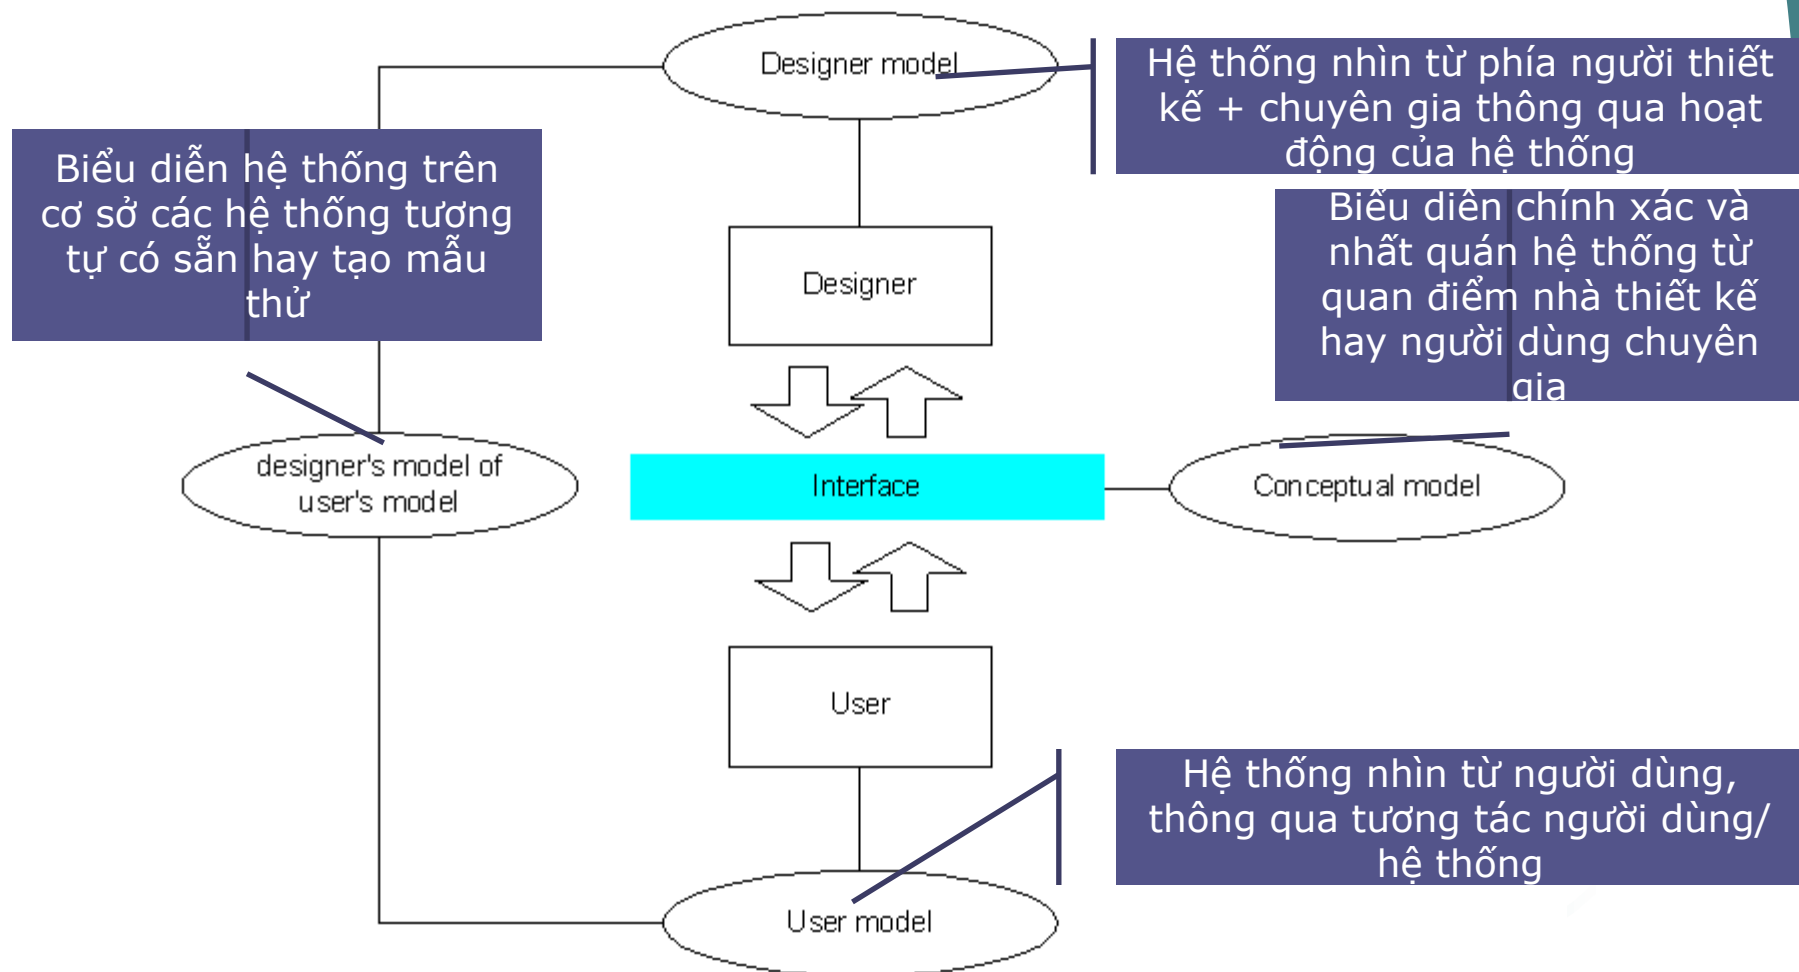 Designer model
Hệ thống nhìn từ phía người thiết
kế + chuyên gia thông qua hoạt
động của hệ thống
Biểu diễn hệ thống trên
cơ sở các hệ thống tương
tự có sẵn hay tạo mẫu
thử
Biểu diễn chính xác và
nhất quán hệ thống từ
quan điểm nhà thiết kế
hay người dùng chuyên
gia
Designer
designer's model of
user's model
Interface
Conceptual model
User
Hệ thống nhìn từ người dùng,
thông qua tương tác người dùng/
hệ thống
User model